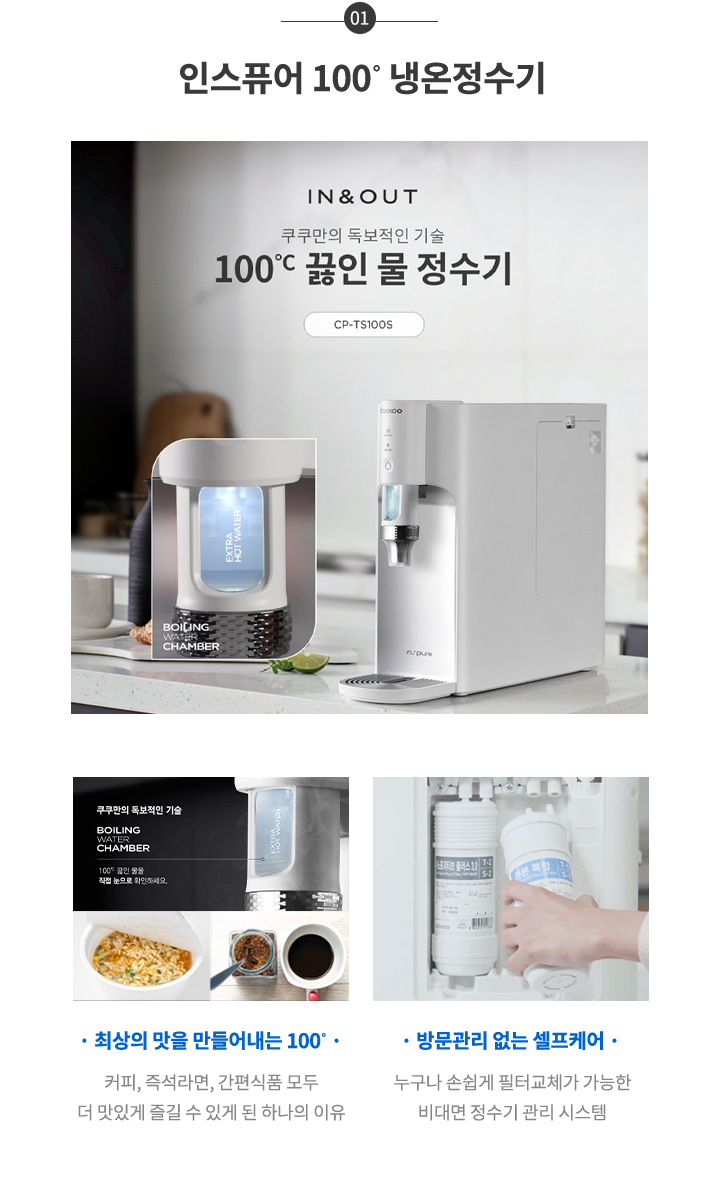 01
인스퓨어 100° 냉온정수기
IN&OUT
쿠쿠만의 독보적인 기술
100℃ 끓인 물 정수기
CP-TS100S
CUCKOO
EXTRA
HOT WATER
BOILING
WATER
CHAMBER
inspure
쿠쿠만의 독보적인 기술
BOILING
WATER
CHAMBER
100℃ 끓인 물을
직접 눈으로 확인하세요.
EXTRA
HOT WATER
T-2
S-2
· 최상의 맛을 만들어내는 100° ·
커피, 즉석라면, 간편식품 모두
더 맛있게 즐길 수 있게 된 하나의 이유
· 방문관리 없는 셀프케어 ·
누구나 손쉽게 필터교체가 가능한
비대면 정수기 관리 시스템